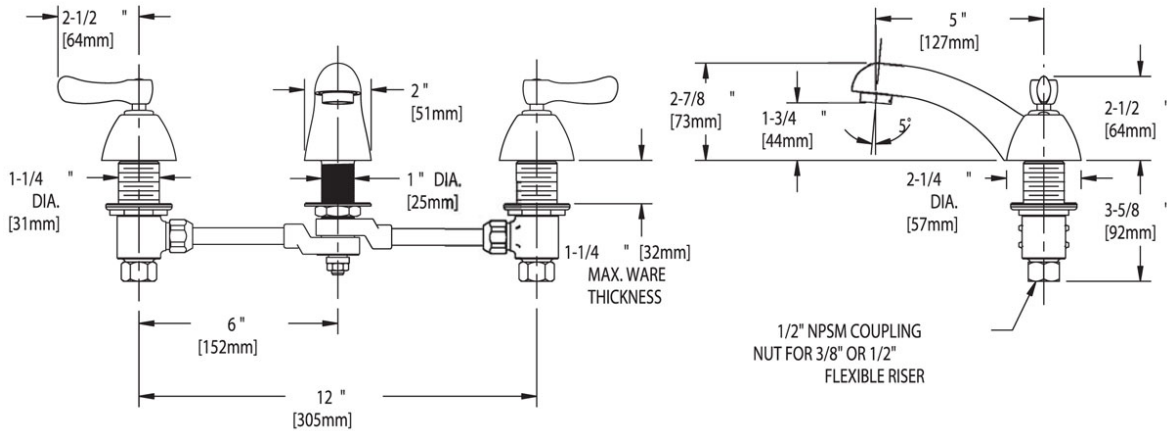 2-1/2 "
[64mm]
2 "
[51mm]
1-1/4 "
DIA.
[31mm]
1 " DIA.
[25mm]
1-1/4 " [32mm]
MAX. WARE
THICKNESS
6 "
[152mm]
12 "
[305mm]
5 "
[127mm]
2-7/8 "
[73mm]
1-3/4 "
[44mm]
5°
2-1/2 "
[64mm]
2-1/4 "
DIA.
[57mm]
3-5/8 "
[92mm]
1/2" NPSM COUPLING
NUT FOR 3/8" OR 1/2"
FLEXIBLE RISER